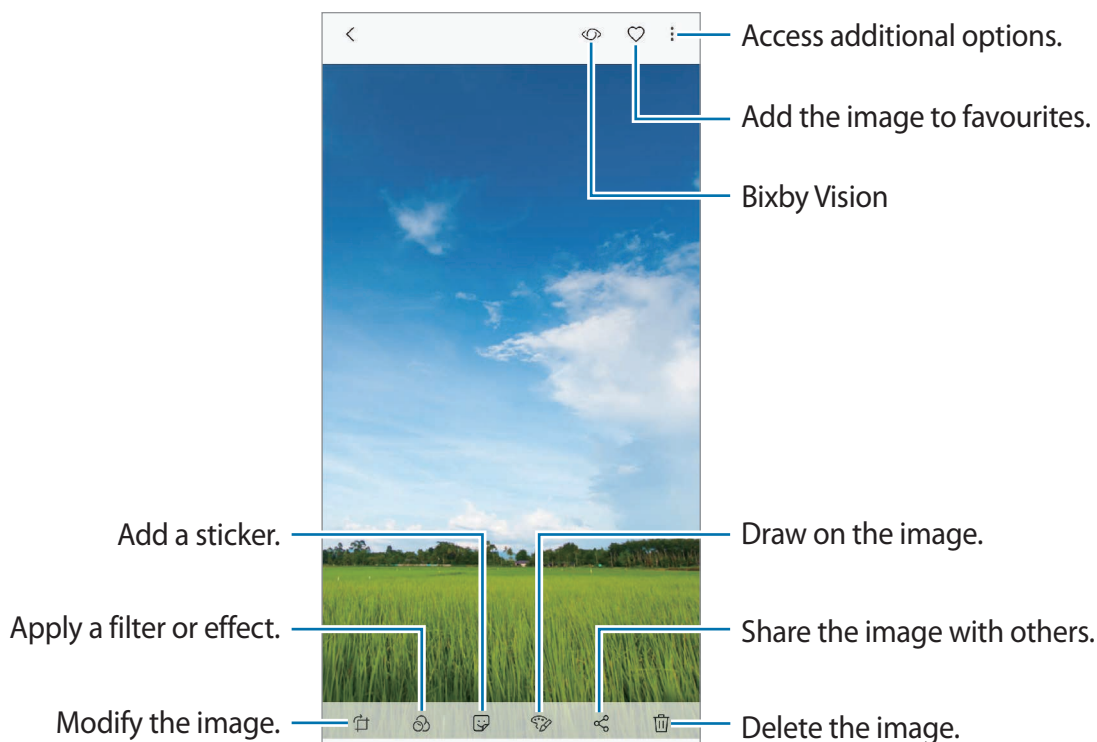 Access additional options.
Add the image to favourites.
Bixby Vision
Add a sticker.
Draw on the image.
Apply a filter or effect.
Share the image with others.
Modify the image.
Delete the image.